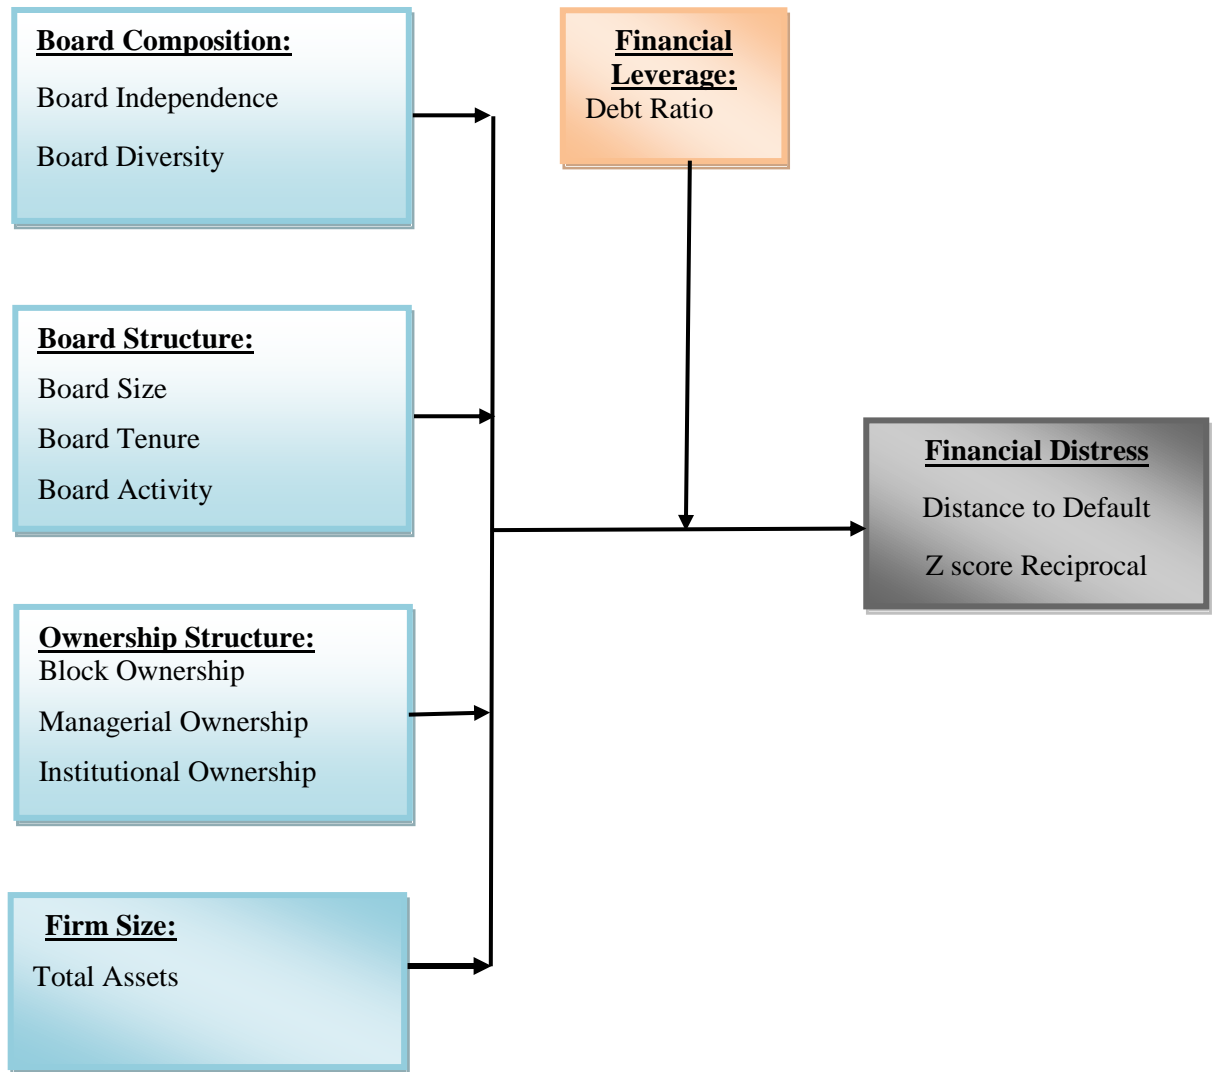 Board Composition:
Board Independence
Board Diversity
Financial
Leverage:
Debt Ratio
Board Structure:
Board Size
Board Tenure
Board Activity
Financial Distress
Distance to Default
Z score Reciprocal
Ownership Structure:
Block Ownership
Managerial Ownership
Institutional Ownership
Firm Size:
Total Assets